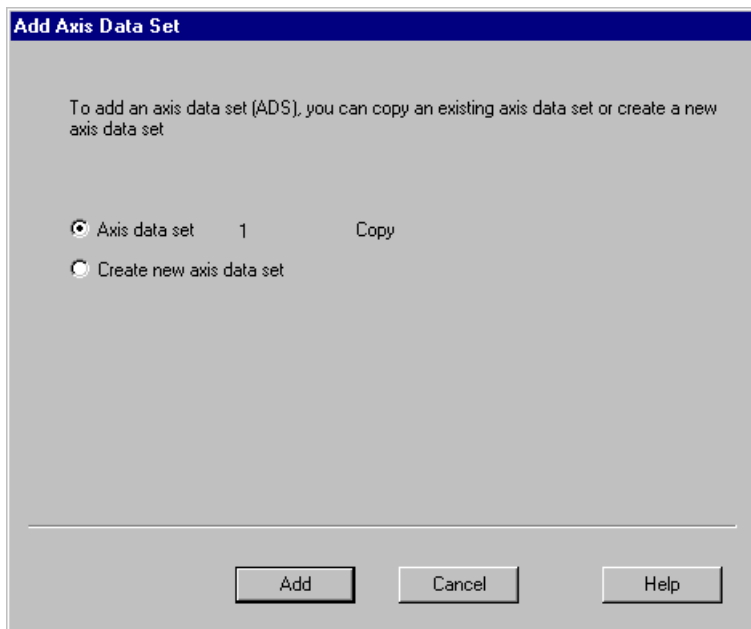 Add Axis Data Set
To add an axis data set (ADS), you can copy an existing axis data set or create a new
axis data set
Axis data set 1 Copy
Create new axis data set
Add Cancel Help